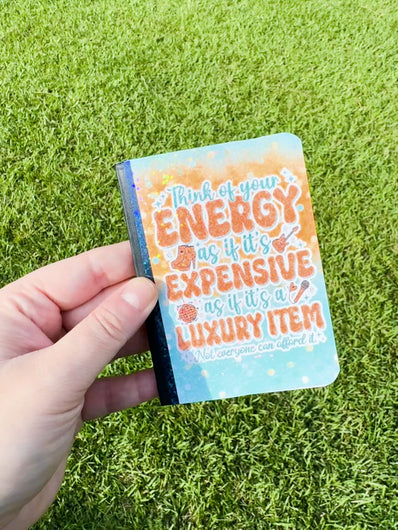 Think of your
ENERGY
as if it's
EXPENSIVE
as if it's a
LUXURY ITEM
Not everyone can afford it